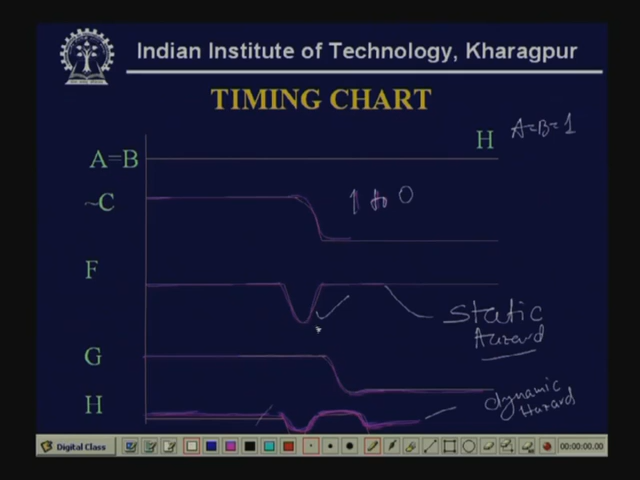 Indian Institute of Technology, Kharagpur
TIMING CHART
H A=B=1
A=B
~C 1 to 0
F
Static
Hazard
G
dynamic
Hazard
H
Digital Class
00:00:00.00